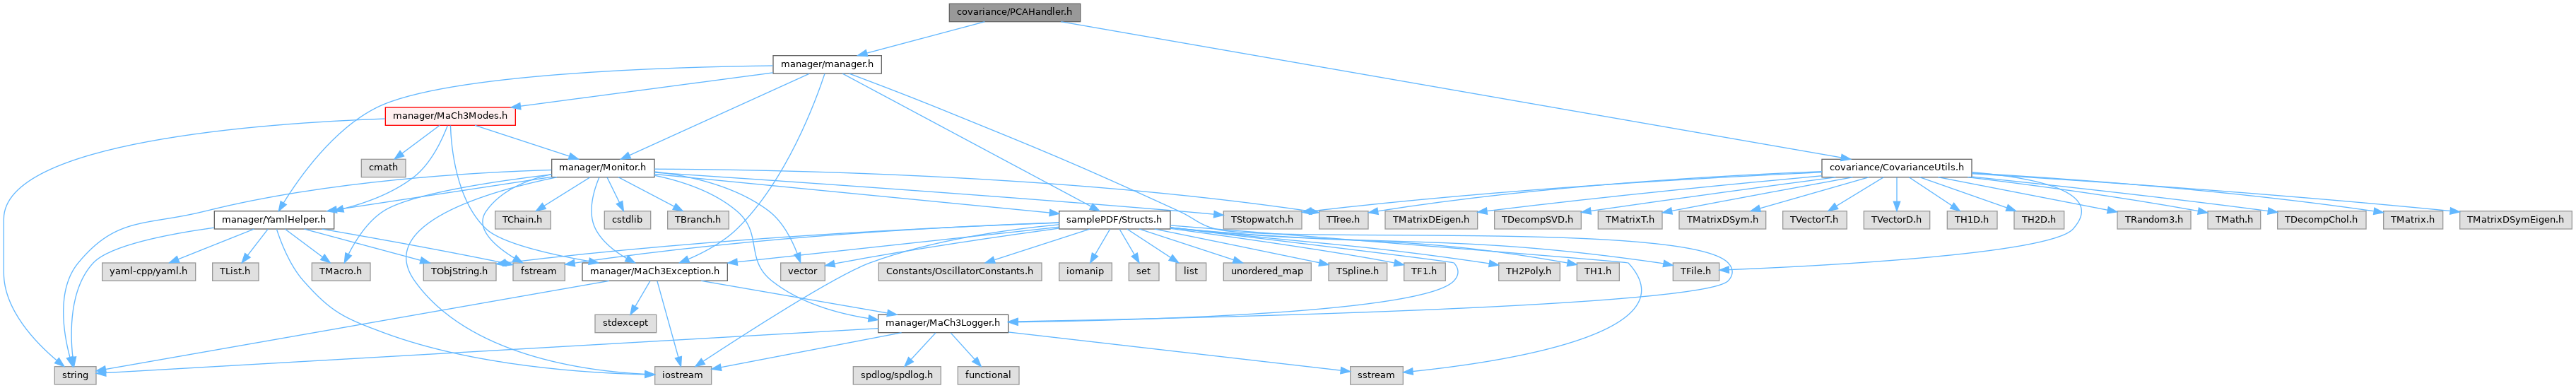 covariance/PCAHandler.h
manager/manager.h
manager/MaCh3Modes.h
cmath
manager/Monitor.h
covariance/CovarianceUtils.h
manager/YamlHelper.h
TChain.h
cstdlib
TBranch.h
samplePDF/Structs.h
TStopwatch.h
TTree.h
TMatrixDEigen.h
TDecompSVD.h
TMatrixT.h
TMatrixDSym.h
TVectorT.h
TVectorD.h
TH1D.h
TH2D.h
TRandom3.h
TMath.h
TDecompChol.h
TMatrix.h
TMatrixDSymEigen.h
yaml-cpp/yaml.h
TList.h
TMacro.h
TObjString.h
fstream
manager/MaCh3Exception.h
vector
Constants/OscillatorConstants.h
iomanip
set
list
unordered_map
TSpline.h
TF1.h
TH2Poly.h
TH1.h
TFile.h
stdexcept
manager/MaCh3Logger.h
string
iostream
spdlog/spdlog.h
functional
sstream